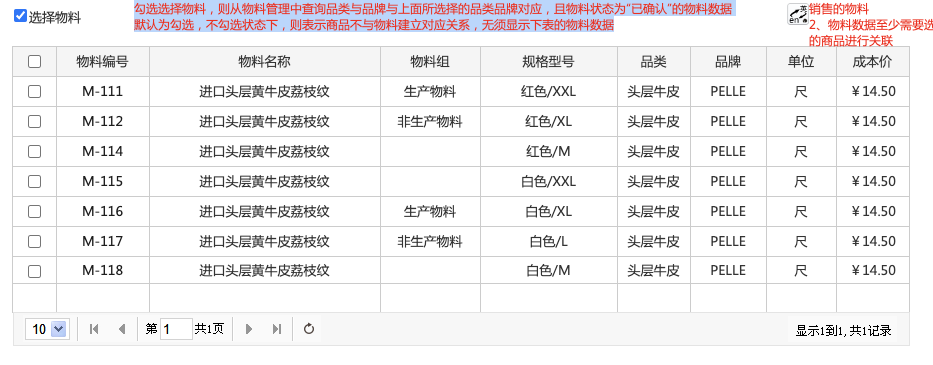 选择物料
勾选选择物料，则从物料管理中查询品类与品牌与上面所选择的品类品牌对应，且物料状态为“已确认”的物料数据
默认为勾选，不勾选状态下，则表示商品不与物料建立对应关系，无须显示下表的物料数据
销售的物料
2、物料数据至少需要选
的商品进行关联
物料编号 物料名称 物料组 规格型号 品类 品牌 单位 成本价
M-111 进口头层黄牛皮荔枝纹 生产物料 红色/XXL 头层牛皮 PELLE 尺 ￥14.50
M-112 进口头层黄牛皮荔枝纹 非生产物料 红色/XL 头层牛皮 PELLE 尺 ￥14.50
M-114 进口头层黄牛皮荔枝纹 红色/M 头层牛皮 PELLE 尺 ￥14.50
M-115 进口头层黄牛皮荔枝纹 白色/XXL 头层牛皮 PELLE 尺 ￥14.50
M-116 进口头层黄牛皮荔枝纹 生产物料 白色/XL 头层牛皮 PELLE 尺 ￥14.50
M-117 进口头层黄牛皮荔枝纹 非生产物料 白色/L 头层牛皮 PELLE 尺 ￥14.50
M-118 进口头层黄牛皮荔枝纹 白色/M 头层牛皮 PELLE 尺 ￥14.50
10 第 1 共1页 显示1到1, 共1记录